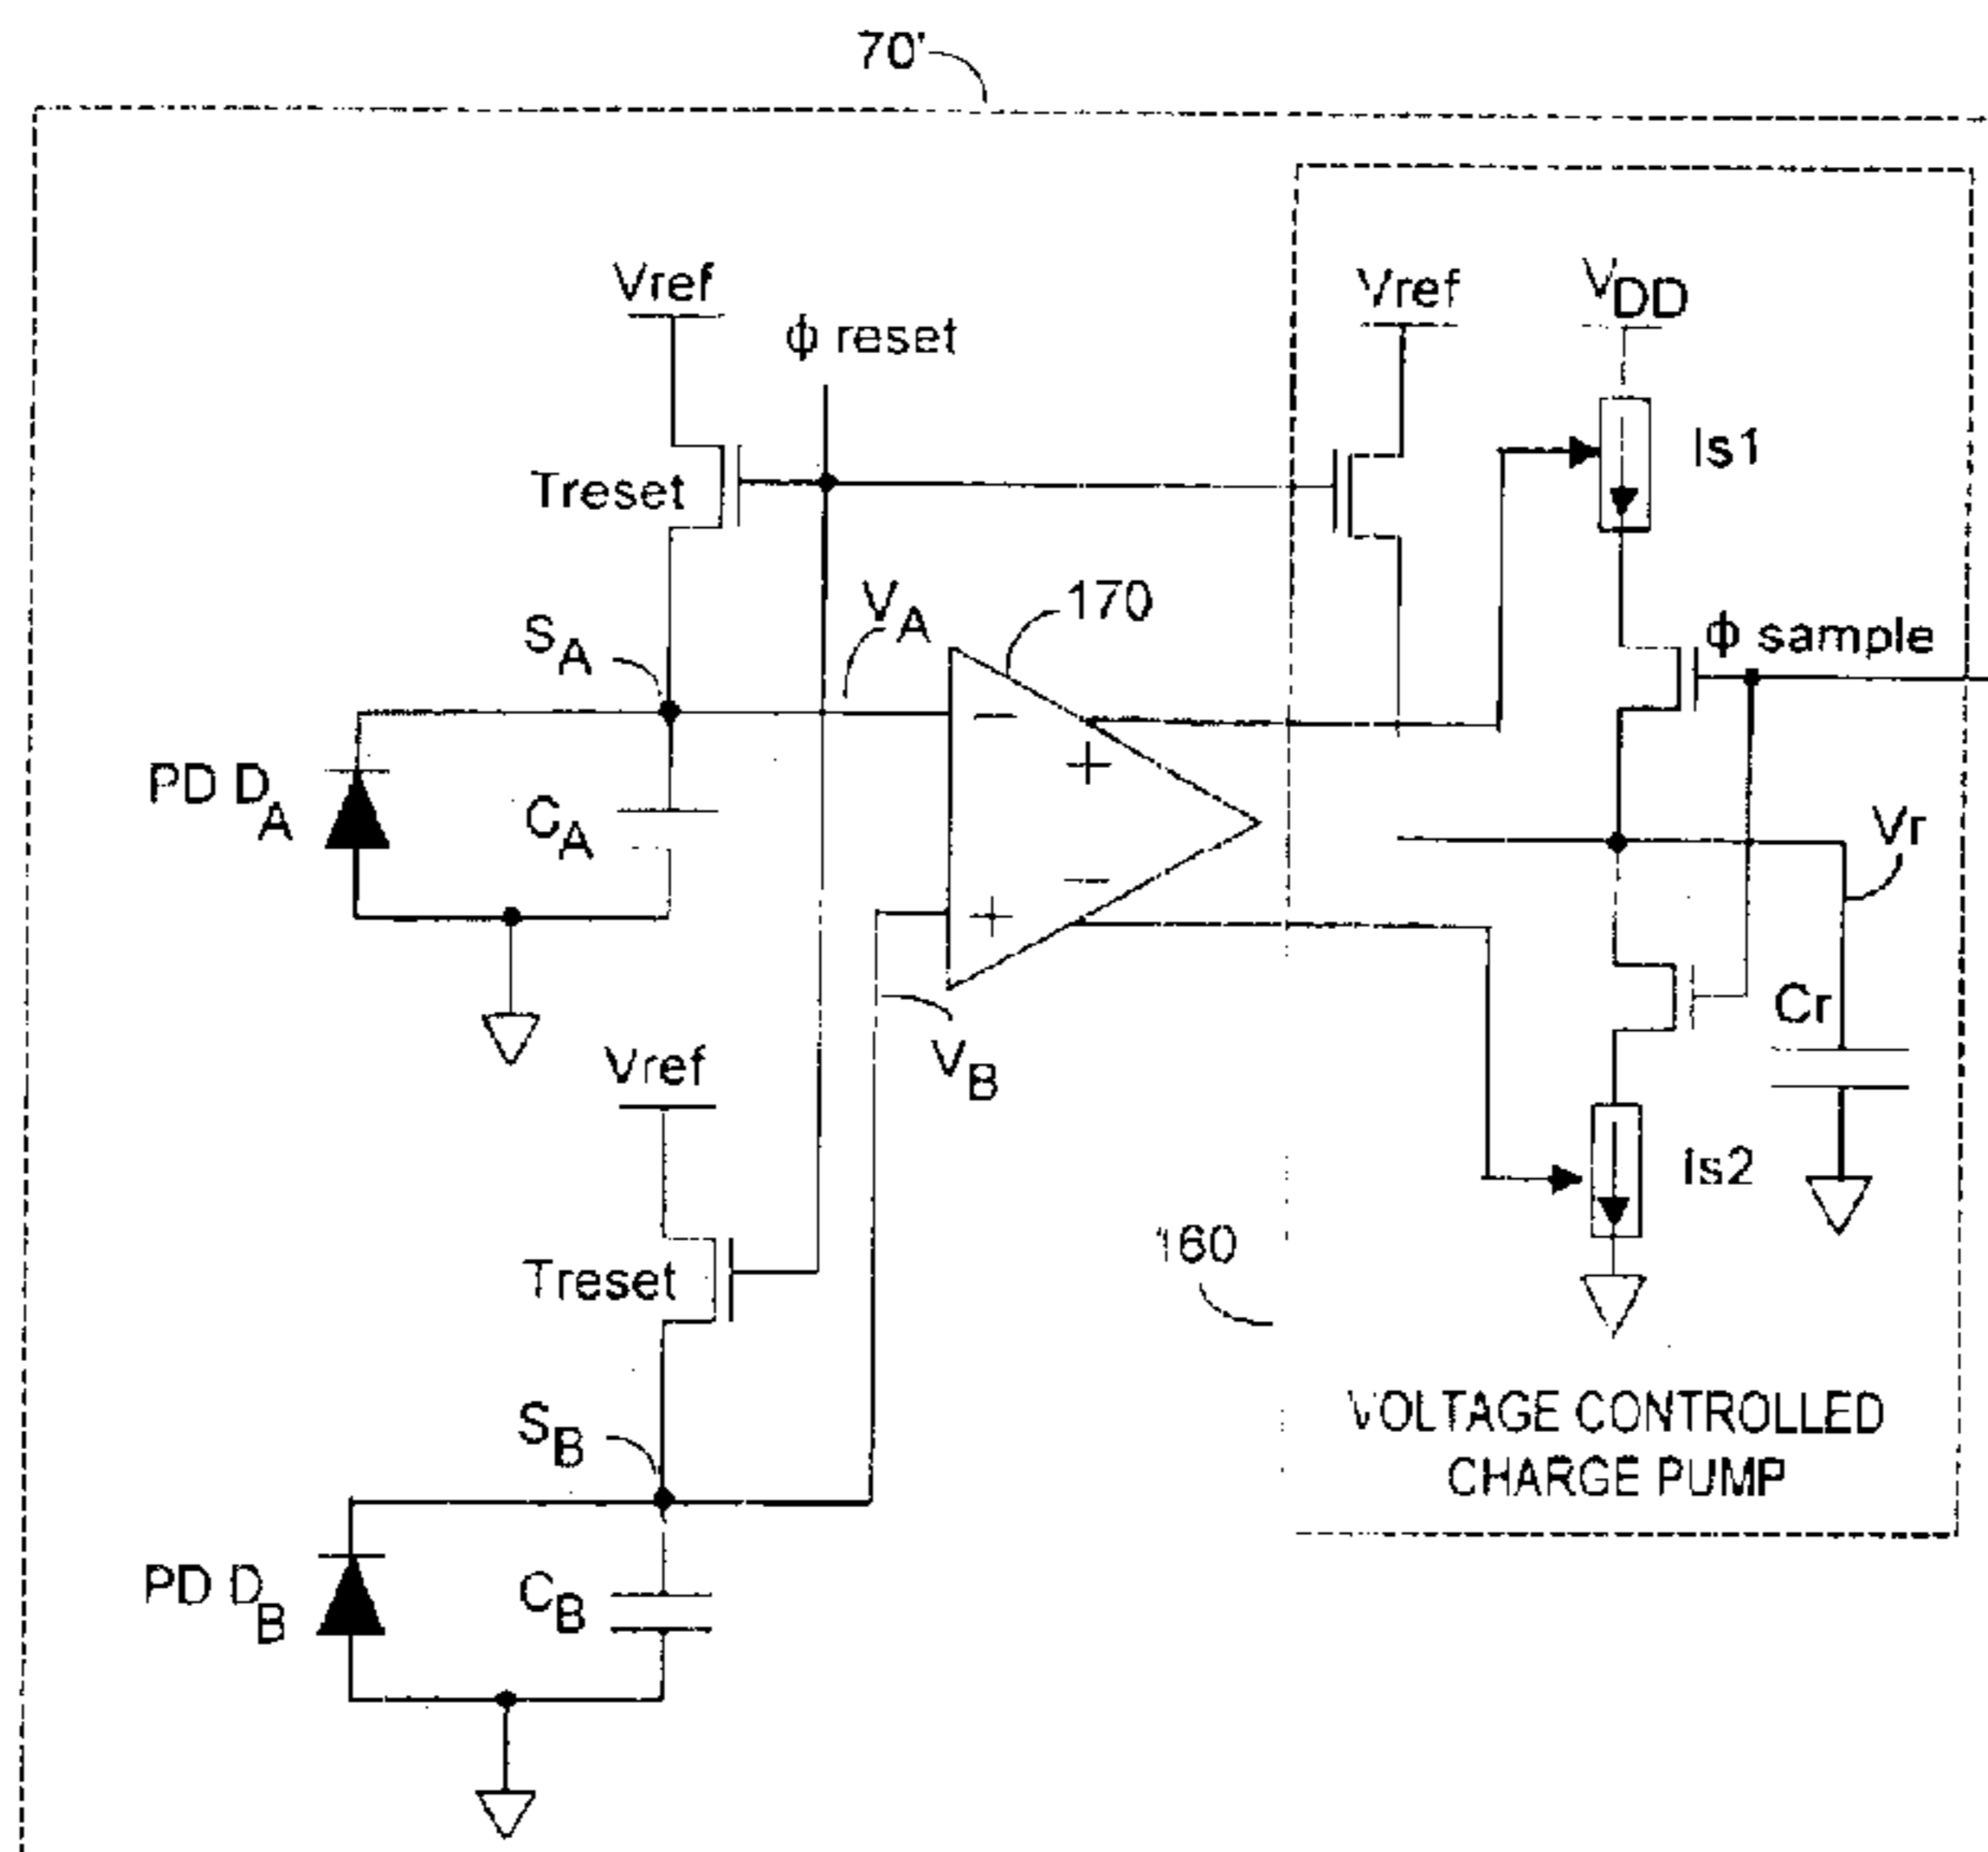 70'
Vref
Vref
VDD
ϕ reset
Is1
Treset
VA
170
SA
ϕ sample
PD DA
CA
Vr
Cr
Vref
VB
Is2
160
Treset
SB
VOLTAGE CONTROLLED
CHARGE PUMP
PD DB
CB